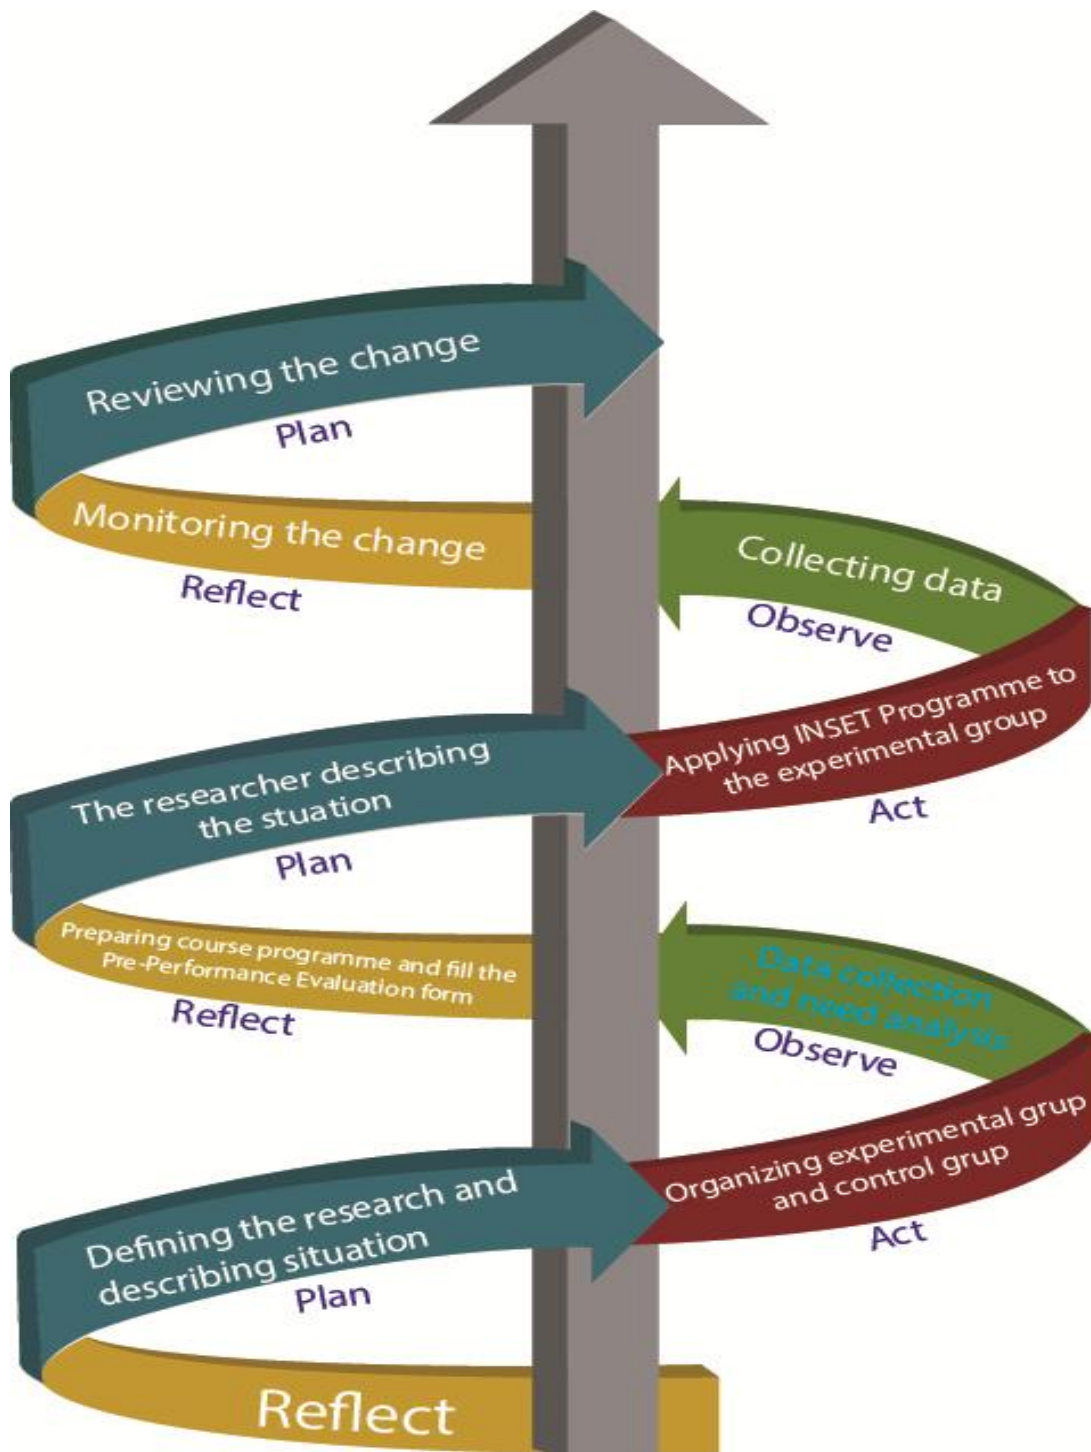 Reviewing the change
Plan
Monitoring the change
Reflect
Collecting data
Observe
The researcher describing
the stuation
Plan
Applying INSET Programme to
the experimental group
Act
Preparing course programme and fill the
Pre-Performance Evaluation form
Reflect
Data collection
and need analysis
Observe
Defining the research and
describing situation
Plan
Organizing experimental grup
and control grup
Act
Reflect